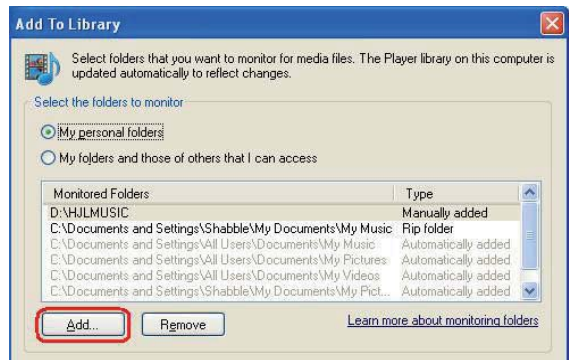 Add To Library
Select folders that you want to monitor for media files. The Player library on this computer is
updated automatically to reflect changes.
Select the folders to monitor
My personal folders
My folders and those of others that I can access
Monitored Folders Type
D:\HJLMUSIC Manually added
C:\Documents and Settings\Shabble\My Documents\My Music Rip folder
C:\Documents and Settings\All Users\Documents\My Music Automatically added
C:\Documents and Settings\All Users\Documents\My Pictures Automatically added
C:\Documents and Settings\All Users\Documents\My Videos Automatically added
C:\Documents and Settings\Shabble\My Documents\My Pict... Automatically added
Add... Remove Learn more about monitoring folders